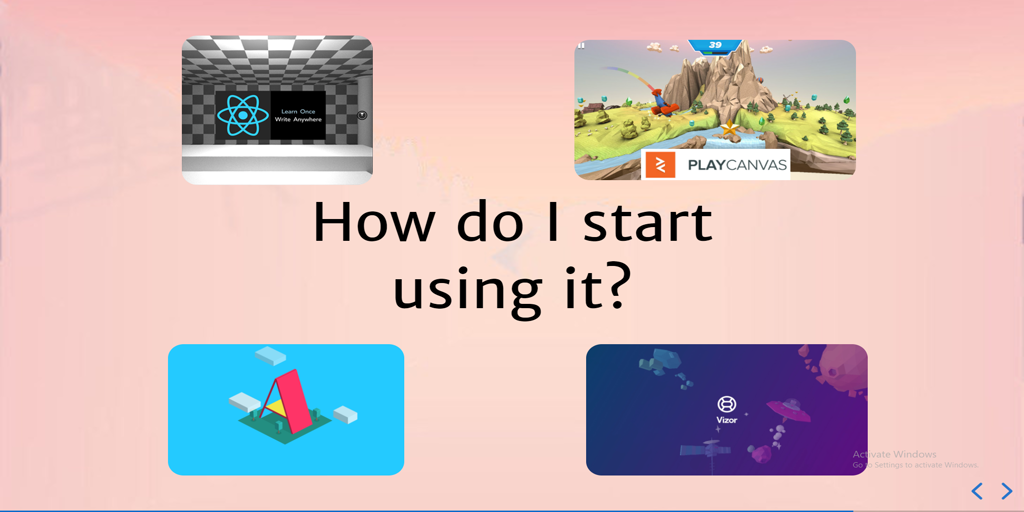 39
Learn Once
Write Anywhere
PLAYCANVAS
How do I start
using it?
Vizor
Activate Windows
Go to Settings to activate Windows.